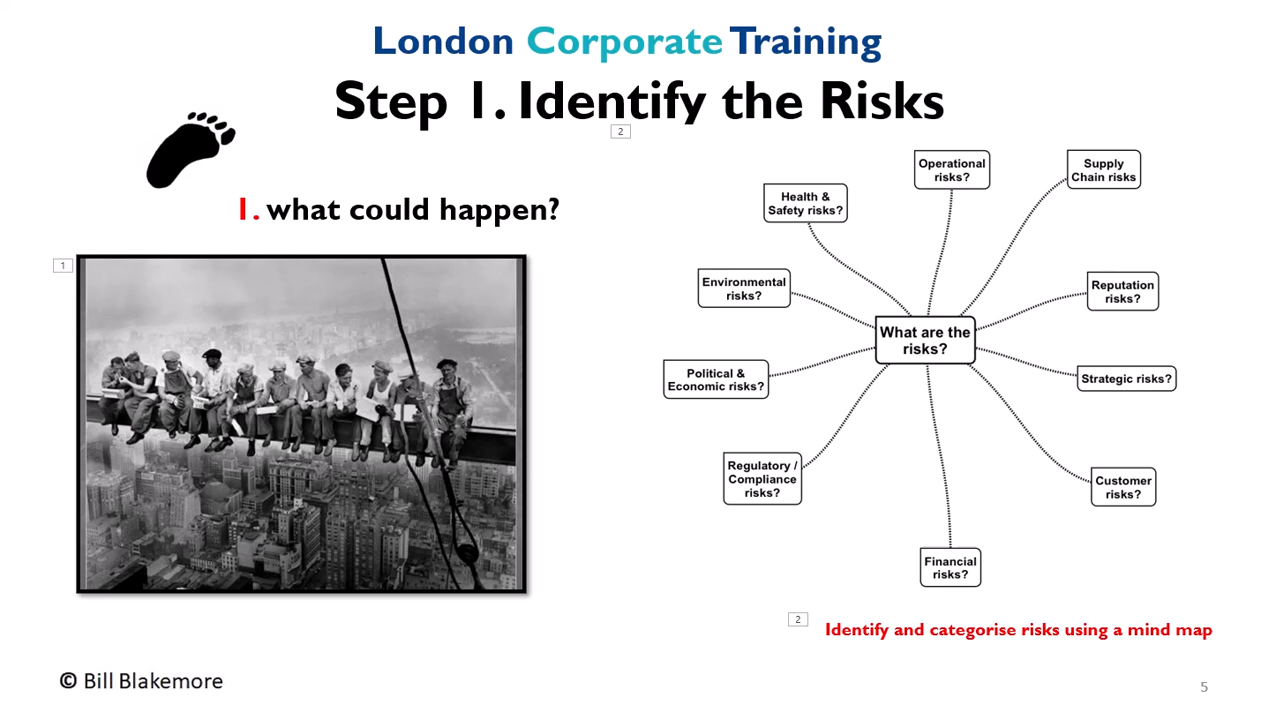 London Corporate Training
Step 1. Identify the Risks
2
1. what could happen?
1
Operational
risks?
Supply
Chain risks
Health &
Safety risks?
Environmental
risks?
Reputation
risks?
What are the
risks?
Political &
Economic risks?
Strategic risks?
Regulatory /
Compliance
risks?
Customer
risks?
Financial
risks?
2
Identify and categorise risks using a mind map
© Bill Blakemore
5